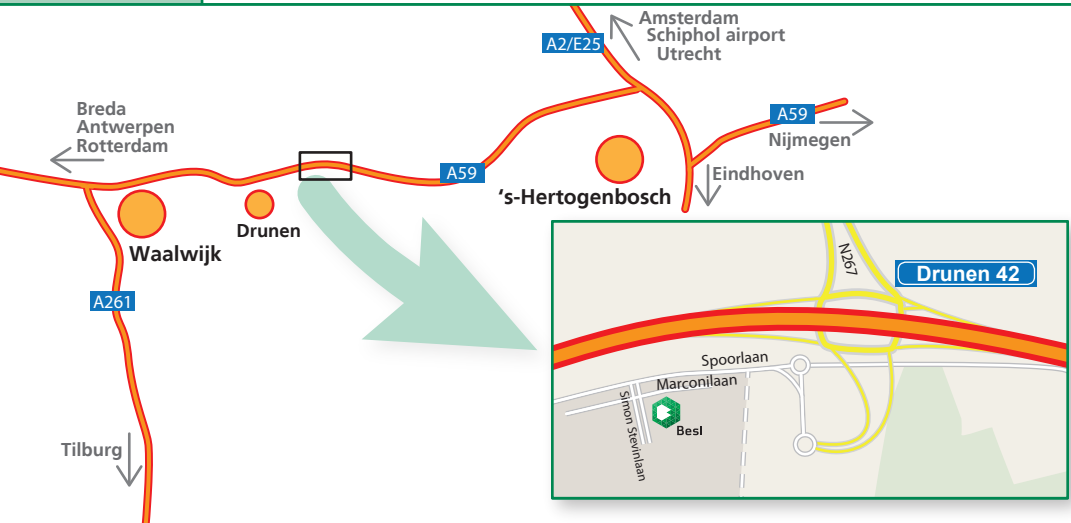 Amsterdam
Schiphol airport
Utrecht
A2/E25
Breda
Antwerpen
Rotterdam
A59
Nijmegen
A59
Eindhoven
's-Hertogenbosch
Drunen
Waalwijk
A261
Tilburg
N267
Drunen 42
Spoorlaan
Marconilaan
Simon Stevinlaan
Besl